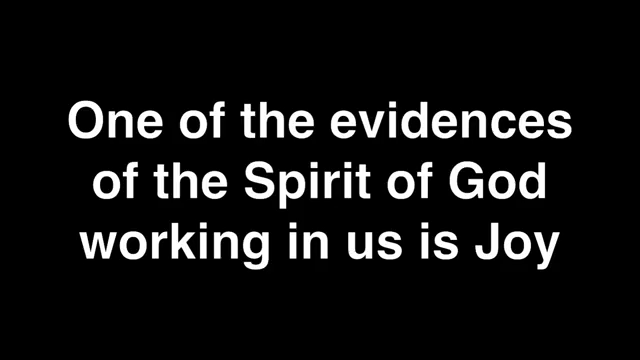 One of the evidences
of the Spirit of God
working in us is Joy